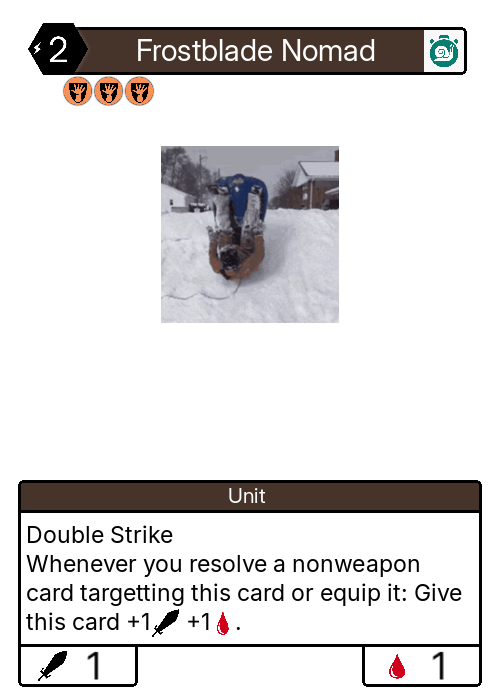 2 Frostblade Nomad
Unit
Double Strike
Whenever you resolve a nonweapon
card targetting this card or equip it: Give
this card +1 +1.
1 1